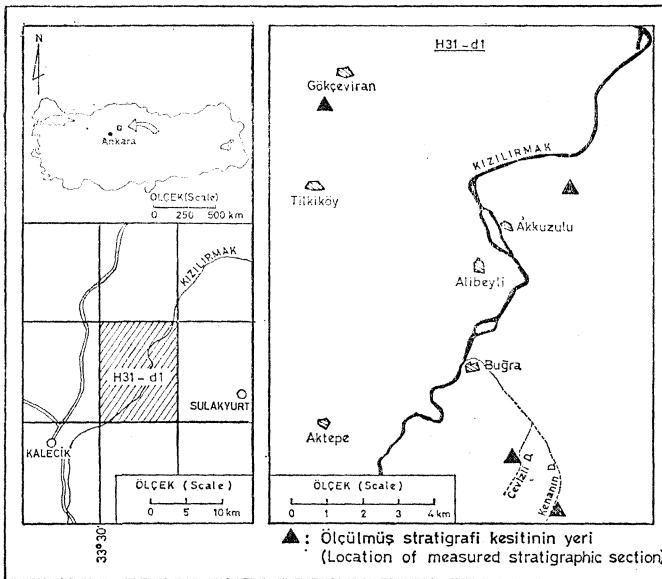 N
Ankara
ÖLÇEK (Scale)
0 250 500 km
KIZILIRMAK
H31-d1
SULAKYURT
KALECİK
ÖLÇEK (Scale)
0 5 10 km
33°30'
H31-d1
Gökçeviran
KIZILIRMAK
Tilkiköy
Akkuzulu
Alibeyli
Buğra
Aktepe
Cevizli D.
Kenanın D.
ÖLÇEK (Scale)
0 1 2 3 4 km
▲: Ölçülmüş stratigrafi kesitinin yeri
(Location of measured stratigraphic section)